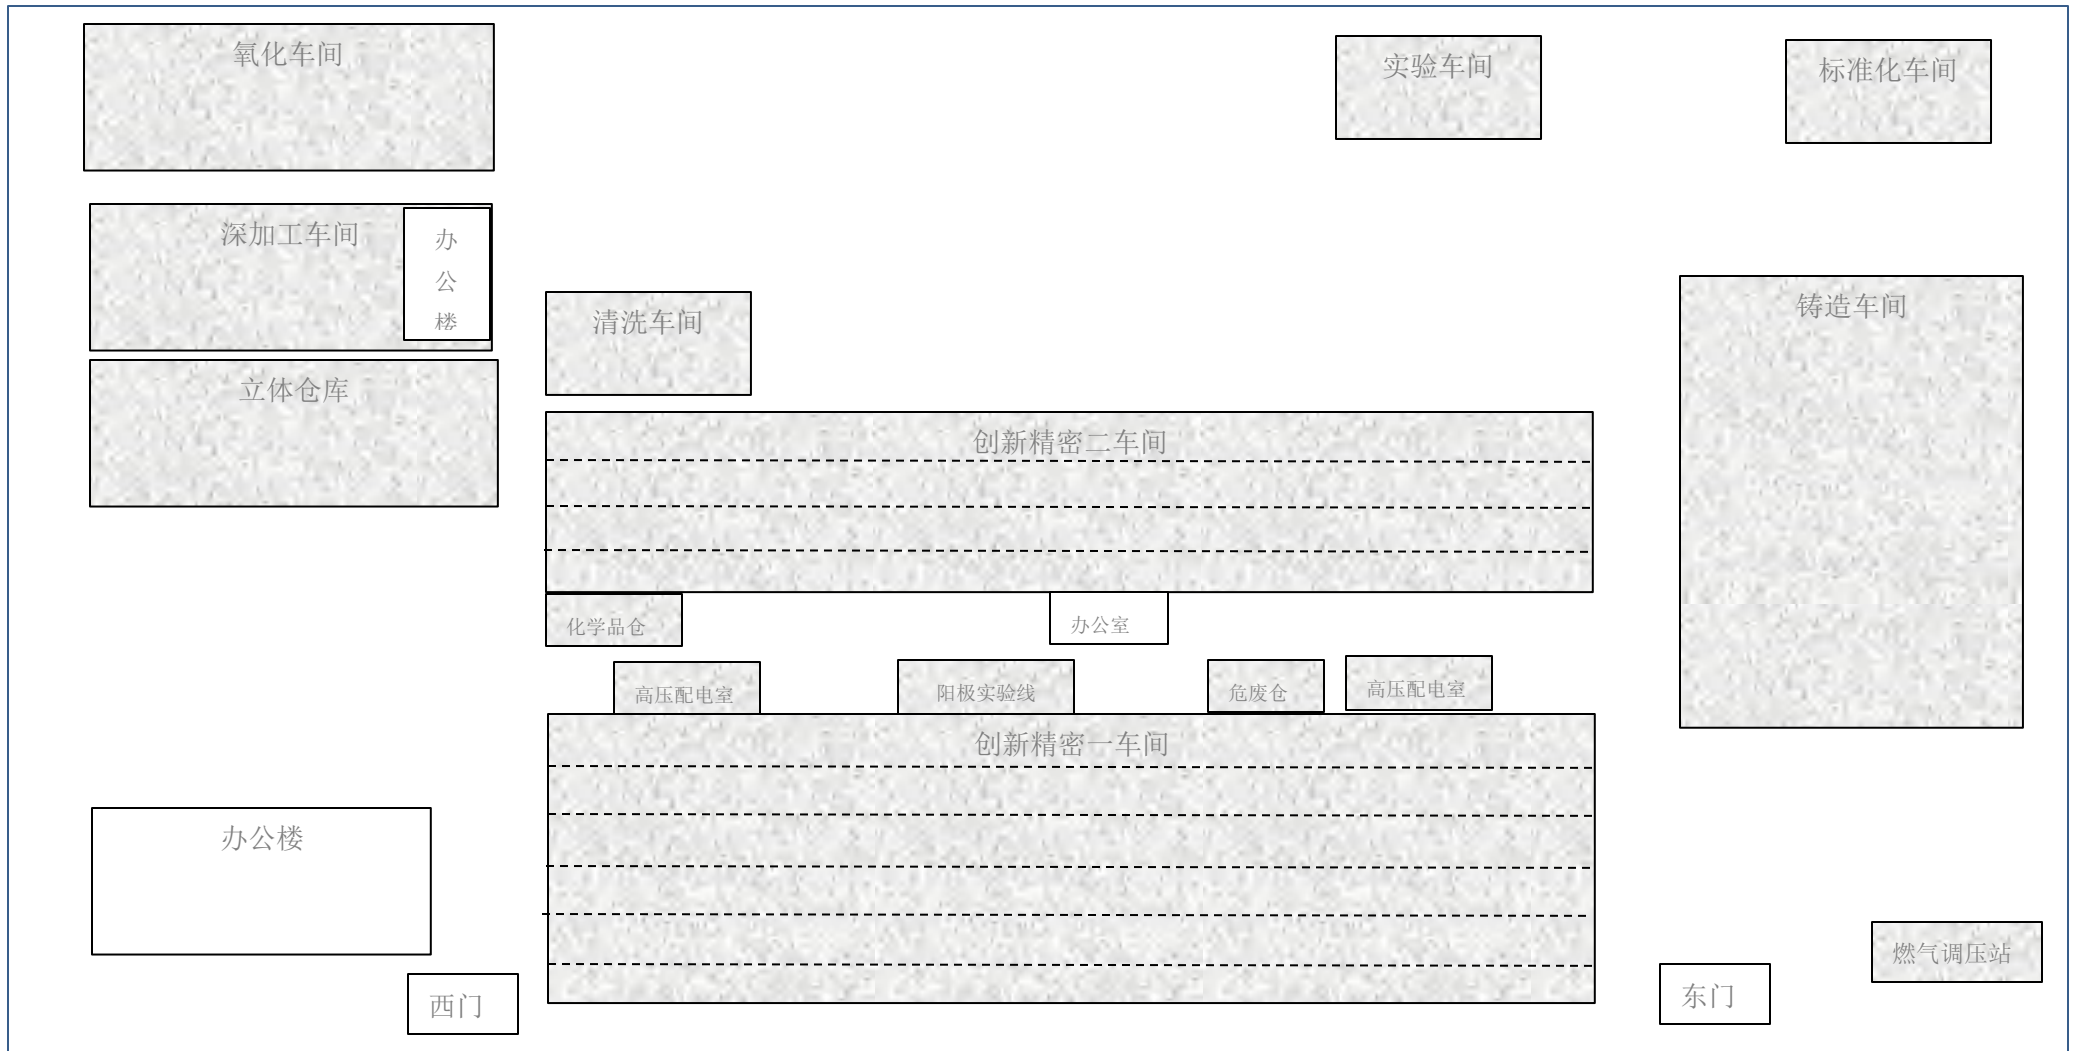 氧化车间
实验车间
标准化车间
深加工车间
办
公
楼
清洗车间
铸造车间
立体仓库
创新精密二车间
化学品仓
办公室
高压配电室
阳极实验线
危废仓
高压配电室
创新精密一车间
办公楼
燃气调压站
西门
东门